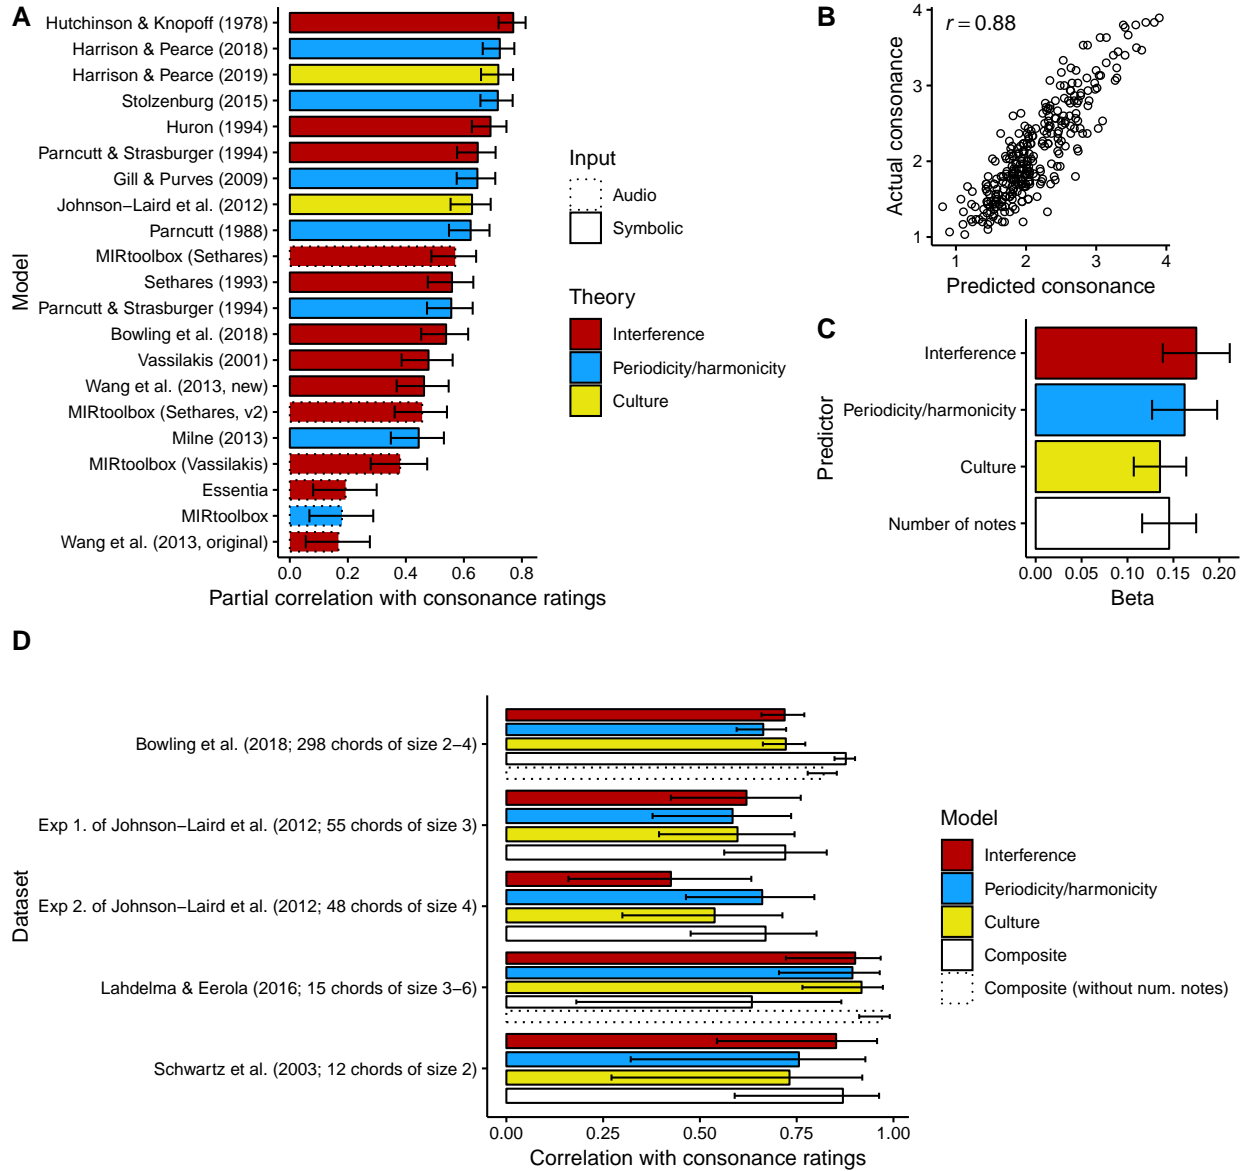 A
Hutchinson & Knopoff (1978)
Harrison & Pearce (2018)
Harrison & Pearce (2019)
Stolzenburg (2015)
Huron (1994)
Parncutt & Strasburger (1994)
Gill & Purves (2009)
Johnson−Laird et al. (2012)
Parncutt (1988)
MIRtoolbox (Sethares)
Sethares (1993)
Parncutt & Strasburger (1994)
Bowling et al. (2018)
Vassilakis (2001)
Wang et al. (2013, new)
MIRtoolbox (Sethares, v2)
Milne (2013)
MIRtoolbox (Vassilakis)
Essentia
MIRtoolbox
Wang et al. (2013, original)
Model
0.0 0.2 0.4 0.6 0.8
Partial correlation with consonance ratings
Input
Audio
Symbolic
Theory
Interference
Periodicity/harmonicity
Culture
B
r = 0.88
4
3
2
1
Actual consonance
1 2 3 4
Predicted consonance
C
Interference
Periodicity/harmonicity
Culture
Number of notes
Predictor
0.00 0.05 0.10 0.15 0.20
Beta
D
Bowling et al. (2018; 298 chords of size 2−4)
Exp 1. of Johnson−Laird et al. (2012; 55 chords of size 3)
Exp 2. of Johnson−Laird et al. (2012; 48 chords of size 4)
Lahdelma & Eerola (2016; 15 chords of size 3−6)
Schwartz et al. (2003; 12 chords of size 2)
Dataset
0.00 0.25 0.50 0.75 1.00
Correlation with consonance ratings
Model
Interference
Periodicity/harmonicity
Culture
Composite
Composite (without num. notes)